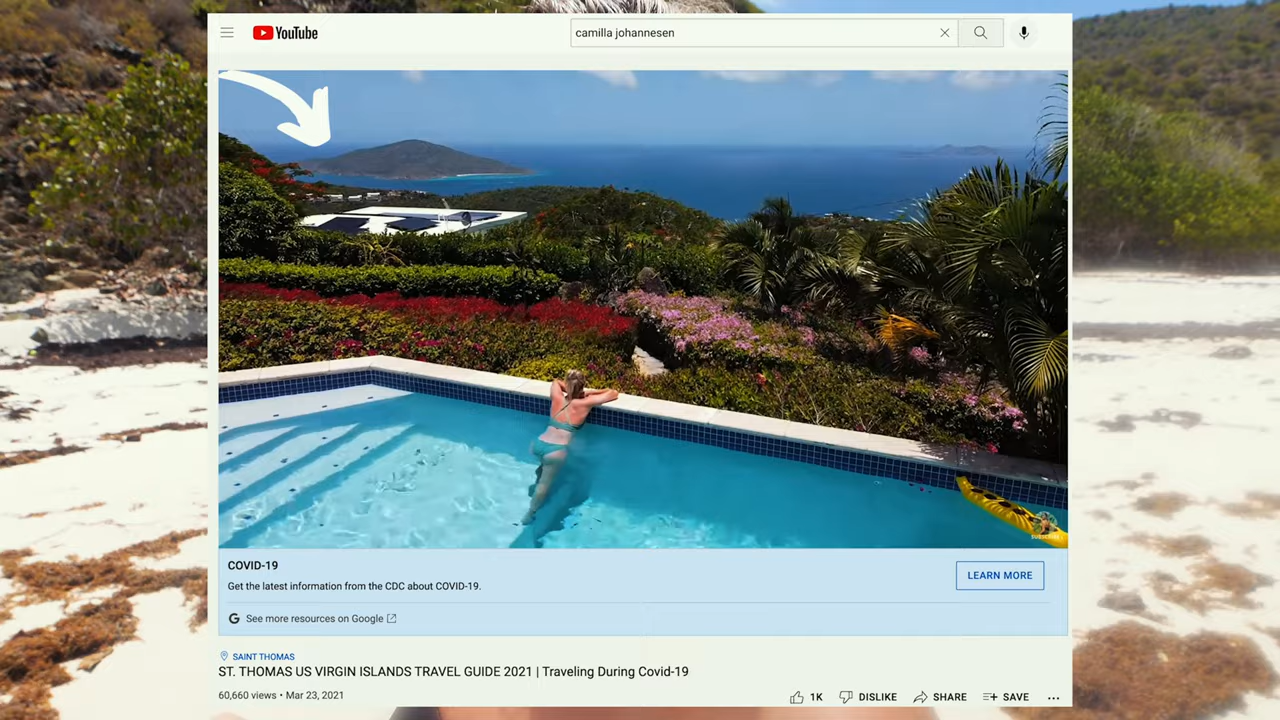 YouTube
camilla johannesen
SUBSCRIBE
COVID-19
Get the latest information from the CDC about COVID-19.
LEARN MORE
See more resources on Google
SAINT THOMAS
ST. THOMAS US VIRGIN ISLANDS TRAVEL GUIDE 2021 | Traveling During Covid-19
60,660 views • Mar 23, 2021
1K DISLIKE SHARE SAVE